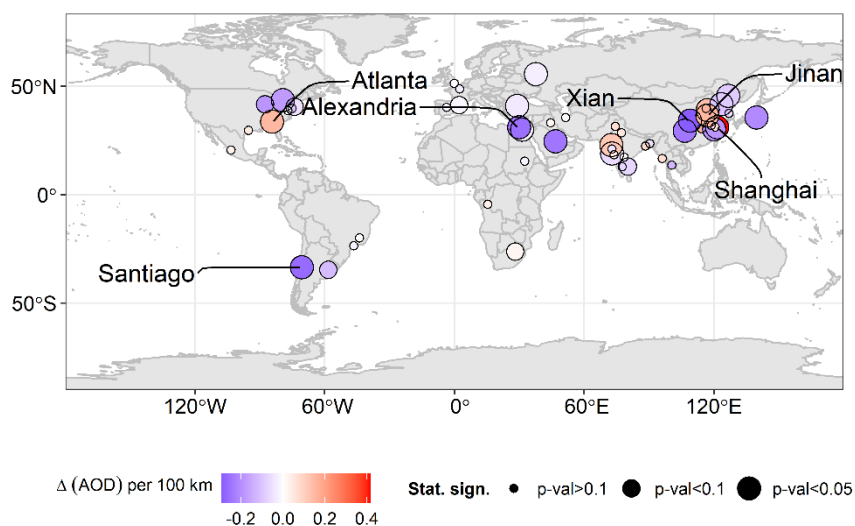 Atlanta
Alexandria
Jinan
Xian
Shanghai
Santiago
50°N
0°
50°S
120°W 60°W 0° 60°E 120°E
Δ (AOD) per 100 km
-0.2 0.0 0.2 0.4
Stat. sign. p-val>0.1 p-val<0.1 p-val<0.05